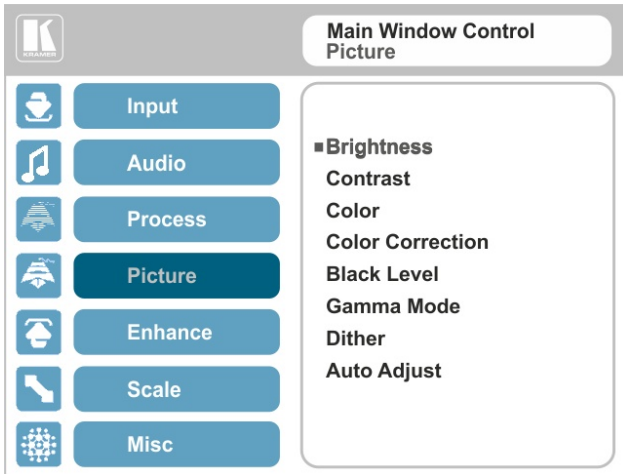 KRAMER
Main Window Control
Picture
Input
Audio
Process
Picture
Enhance
Scale
Misc
Brightness
Contrast
Color
Color Correction
Black Level
Gamma Mode
Dither
Auto Adjust